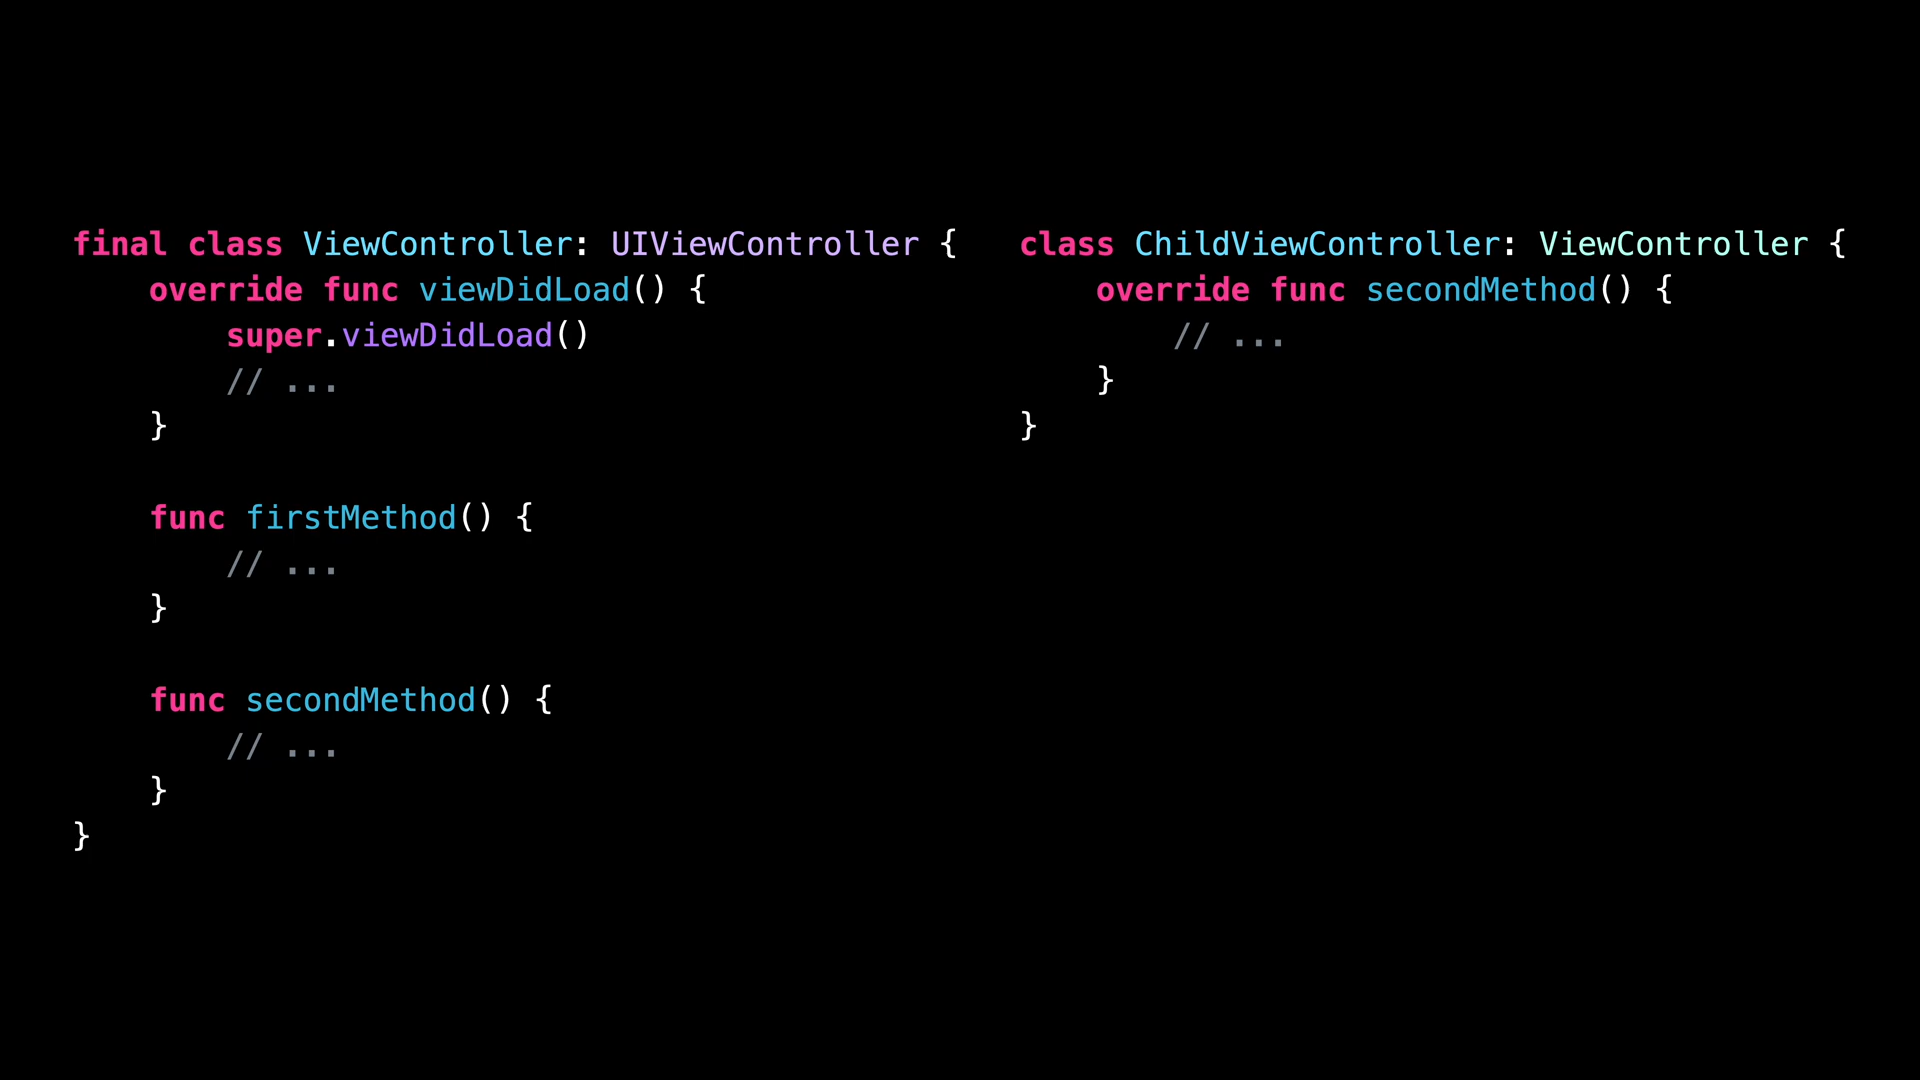 final class ViewController: UIViewController {
    override func viewDidLoad() {
        super.viewDidLoad()
        // ...
    }

    func firstMethod() {
        // ...
    }

    func secondMethod() {
        // ...
    }
}
class ChildViewController: ViewController {
    override func secondMethod() {
        // ...
    }
}